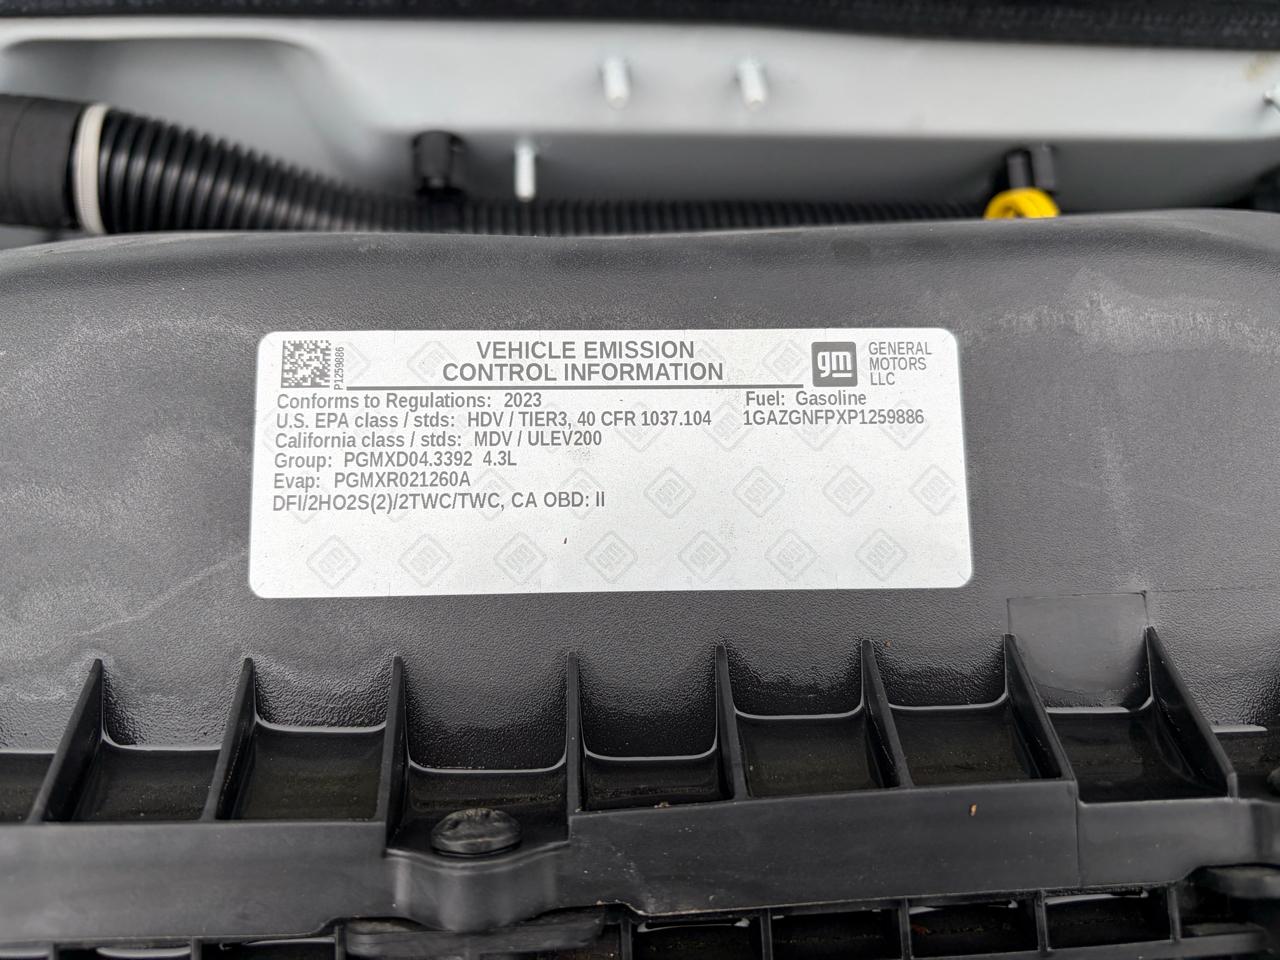 P1259886
VEHICLE EMISSION
CONTROL INFORMATION
gm
GENERAL
MOTORS
LLC
Conforms to Regulations: 2023
Fuel: Gasoline
U.S. EPA class / stds: HDV / TIER3, 40 CFR 1037.104
1GAZGNFPXP1259886
California class / stds: MDV / ULEV200
Group: PGMXD04.3392 4.3L
Evap: PGMXR021260A
DFI/2HO2S(2)/2TWC/TWC, CA OBD: II